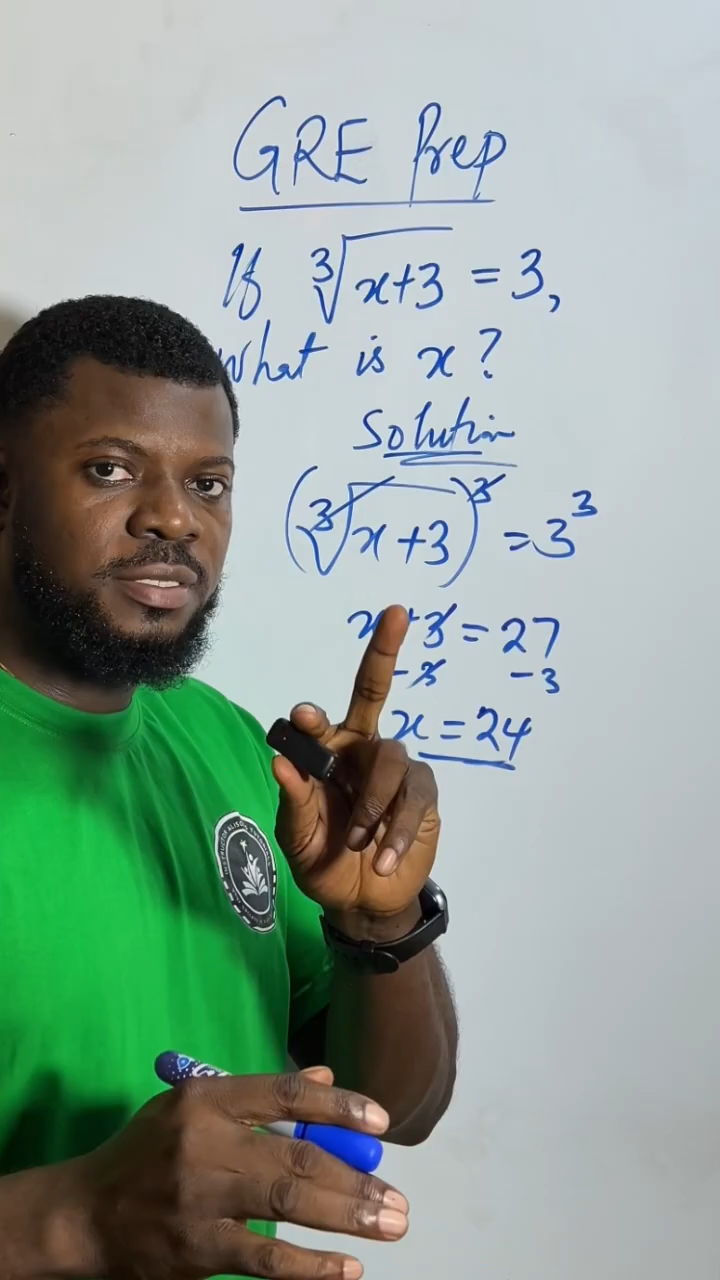 GRE Prep
If ∛x+3 = 3,
What is x?
Solution
(∛x+3)³ = 3³
x+3 = 27
-3 -3
x = 24